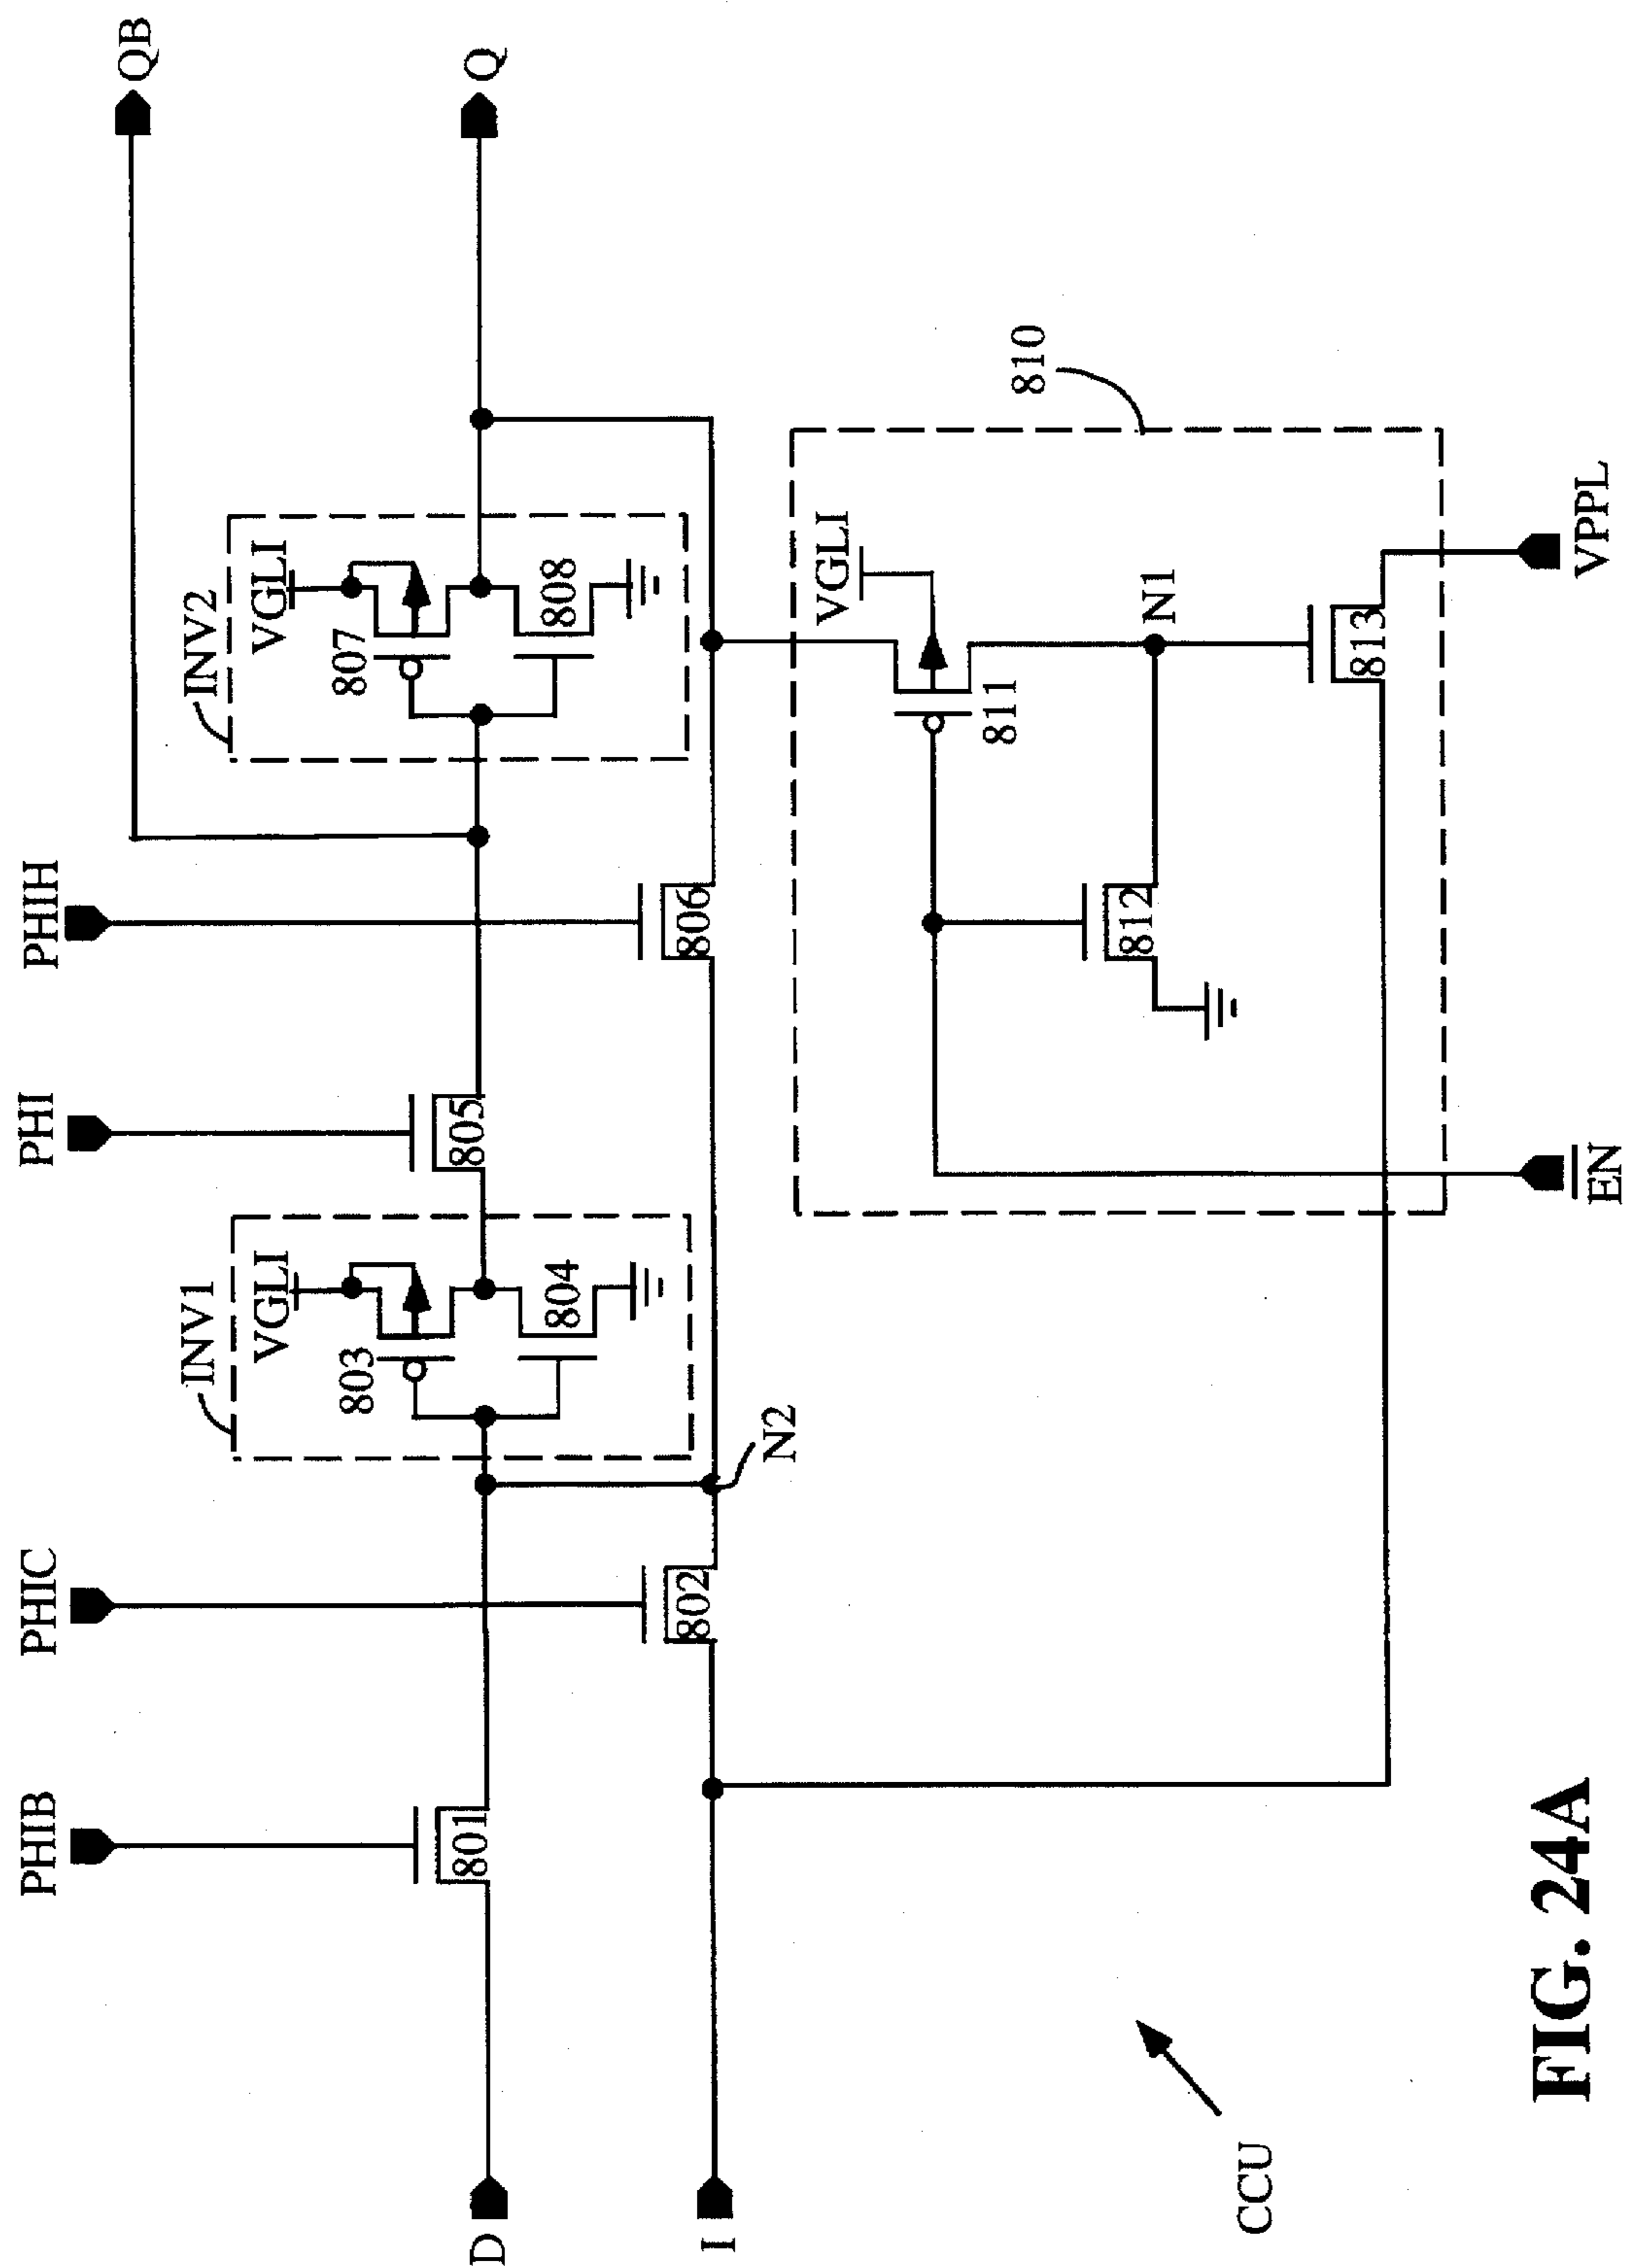 PHIB
PHIC
PHI
PHIH
QB
INV1
INV2
VGLI
VGLI
803
807
D
801
804
805
808
Q
I
802
N2
806
VGLI
811
810
812
N1
813
EN
VPPL
CCU
FIG. 24A